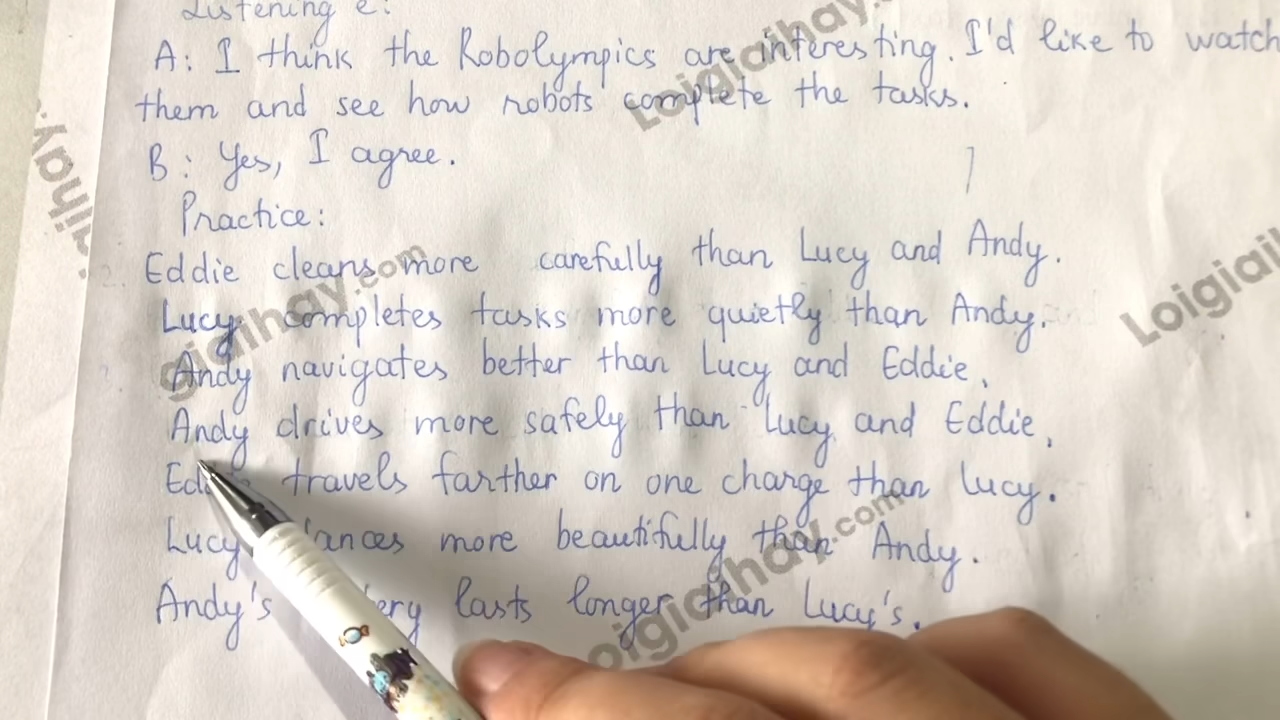 Listening e:
A: I think the Robolympics are interesting. I'd like to watch
them and see how robots complete the tasks.
B: Yes, I agree.
Practice:
Eddie cleans more carefully than Lucy and Andy.
Lucy completes tasks more quietly than Andy.
Andy navigates better than Lucy and Eddie.
Andy drives more safely than Lucy and Eddie.
travels farther on one charge than Lucy.
Lucy more beautifully than Andy.
Andy's lasts longer than Lucy's.
Loigiaihay.com